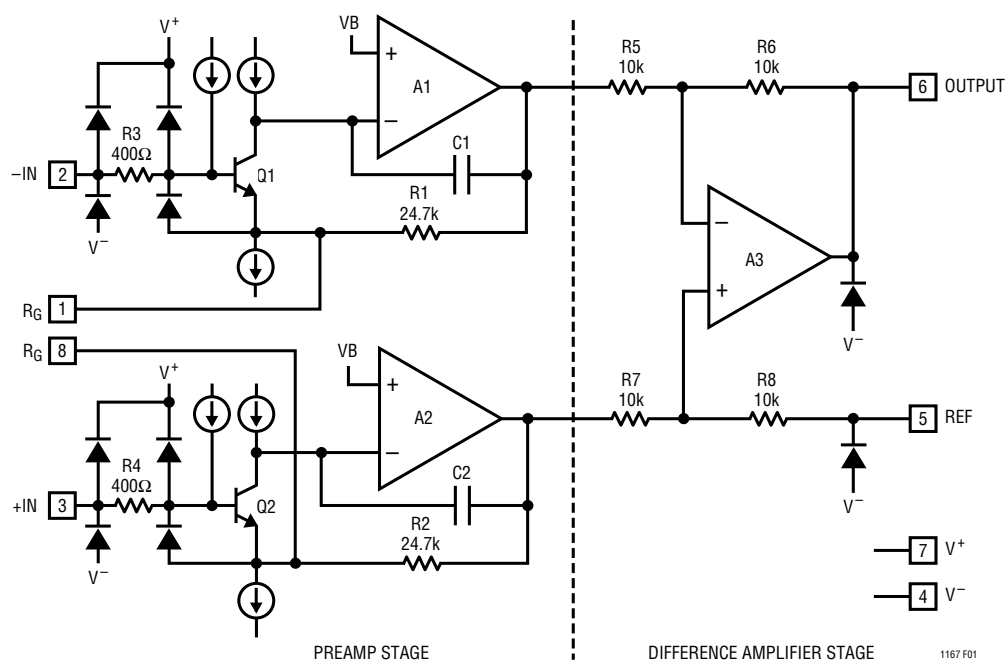 V+
VB
+
−
A1
R5
10k
R6
10k
6 OUTPUT
R3
400Ω
−IN 2
Q1
C1
R1
24.7k
V−
−
+
A3
RG 1
RG 8
V+
VB
+
−
A2
V−
R7
10k
R8
10k
5 REF
R4
400Ω
+IN 3
Q2
C2
R2
24.7k
V−
V−
7 V+
4 V−
PREAMP STAGE
DIFFERENCE AMPLIFIER STAGE
1167 F01